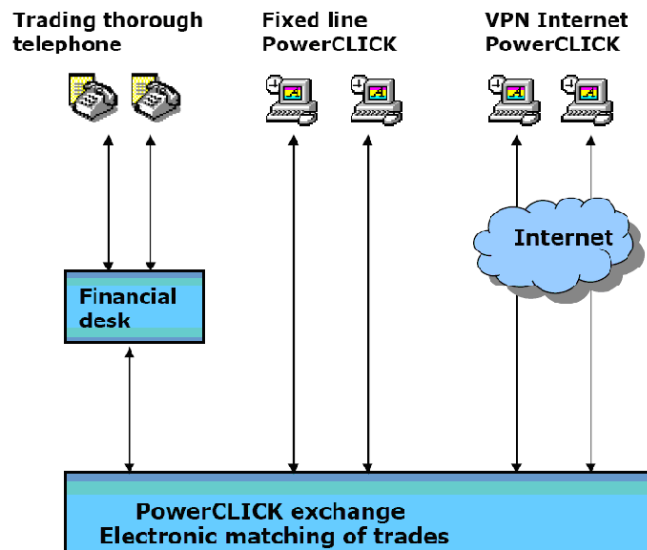 Trading thorough
telephone
Fixed line
PowerCLICK
VPN Internet
PowerCLICK
Internet
Financial
desk
PowerCLICK exchange
Electronic matching of trades